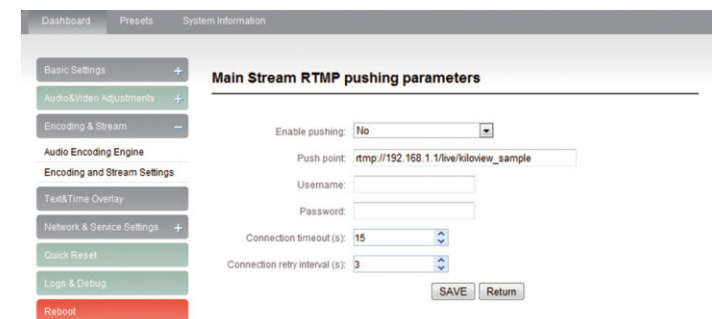 Dashboard Presets System Information
Basic Settings +
Audio&Video Adjustments +
Encoding & Stream –
Audio Encoding Engine
Encoding and Stream Settings
Text&Time Overlay
Network & Service Settings +
Quick Reset
Logs & Debug
Reboot
Main Stream RTMP pushing parameters
Enable pushing: No
Push point: rtmp://192.168.1.1/live/kiloview_sample
Username:
Password:
Connection timeout (s): 15
Connection retry interval (s): 3
SAVE Return